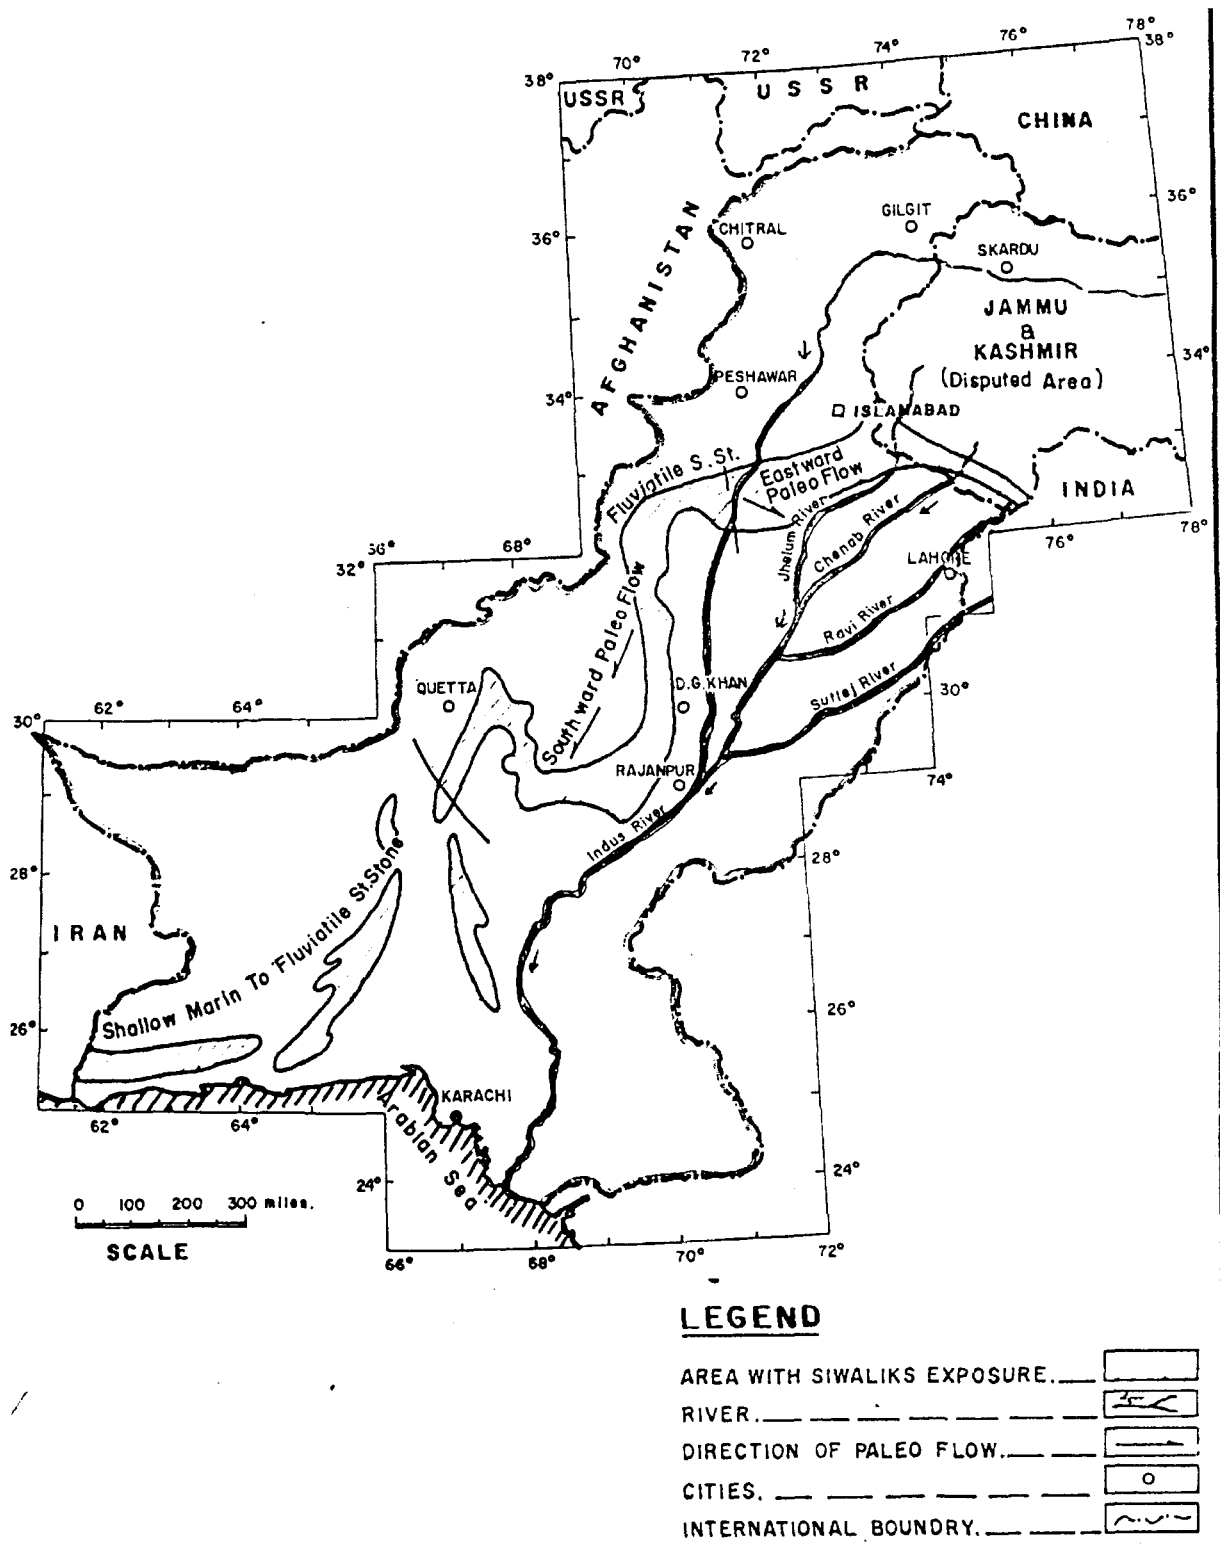 78°
76°
38°
74°
72°
70°
38°
USSR
U S S R
CHINA
36°
GILGIT
CHITRAL
36°
SKARDU
AFGHANISTAN
JAMMU
&
KASHMIR
(Disputed Area)
34°
PESHAWAR
34°
ISLAMABAD
Fluviatile S. St.
Eastward
Paleo Flow
INDIA
78°
76°
Jhelum River
Chenab River
LAHORE
66°
68°
32°
Southward Paleo Flow
Ravi River
QUETTA
D.G.KHAN
Sutlej River
30°
30°
62°
64°
RAJANPUR
74°
Indus River
28°
28°
Shallow Marin To Fluviatile St.Stone
IRAN
26°
26°
KARACHI
Arabian Sea
62°
64°
24°
24°
0 100 200 300 miles.
SCALE
66°
68°
70°
72°
LEGEND
AREA WITH SIWALIKS EXPOSURE.
RIVER.
DIRECTION OF PALEO FLOW.
CITIES.
INTERNATIONAL BOUNDRY.